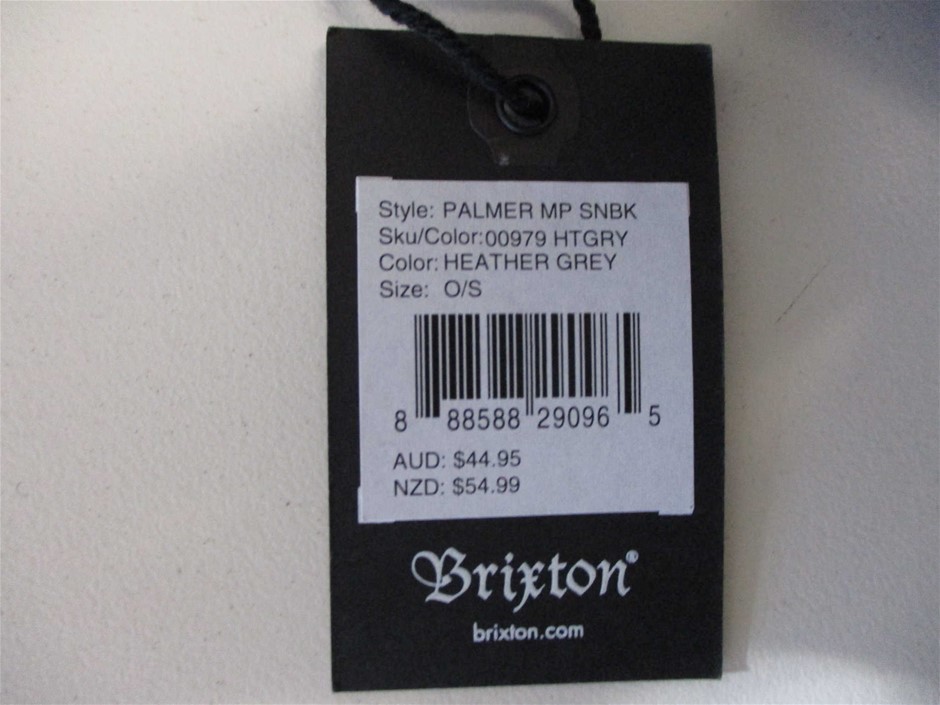 Style: PALMER MP SNBK
Sku/Color:00979 HTGRY
Color: HEATHER GREY
Size: O/S
8 88588 29096 5
AUD: $44.95
NZD: $54.99
Brixton®
brixton.com